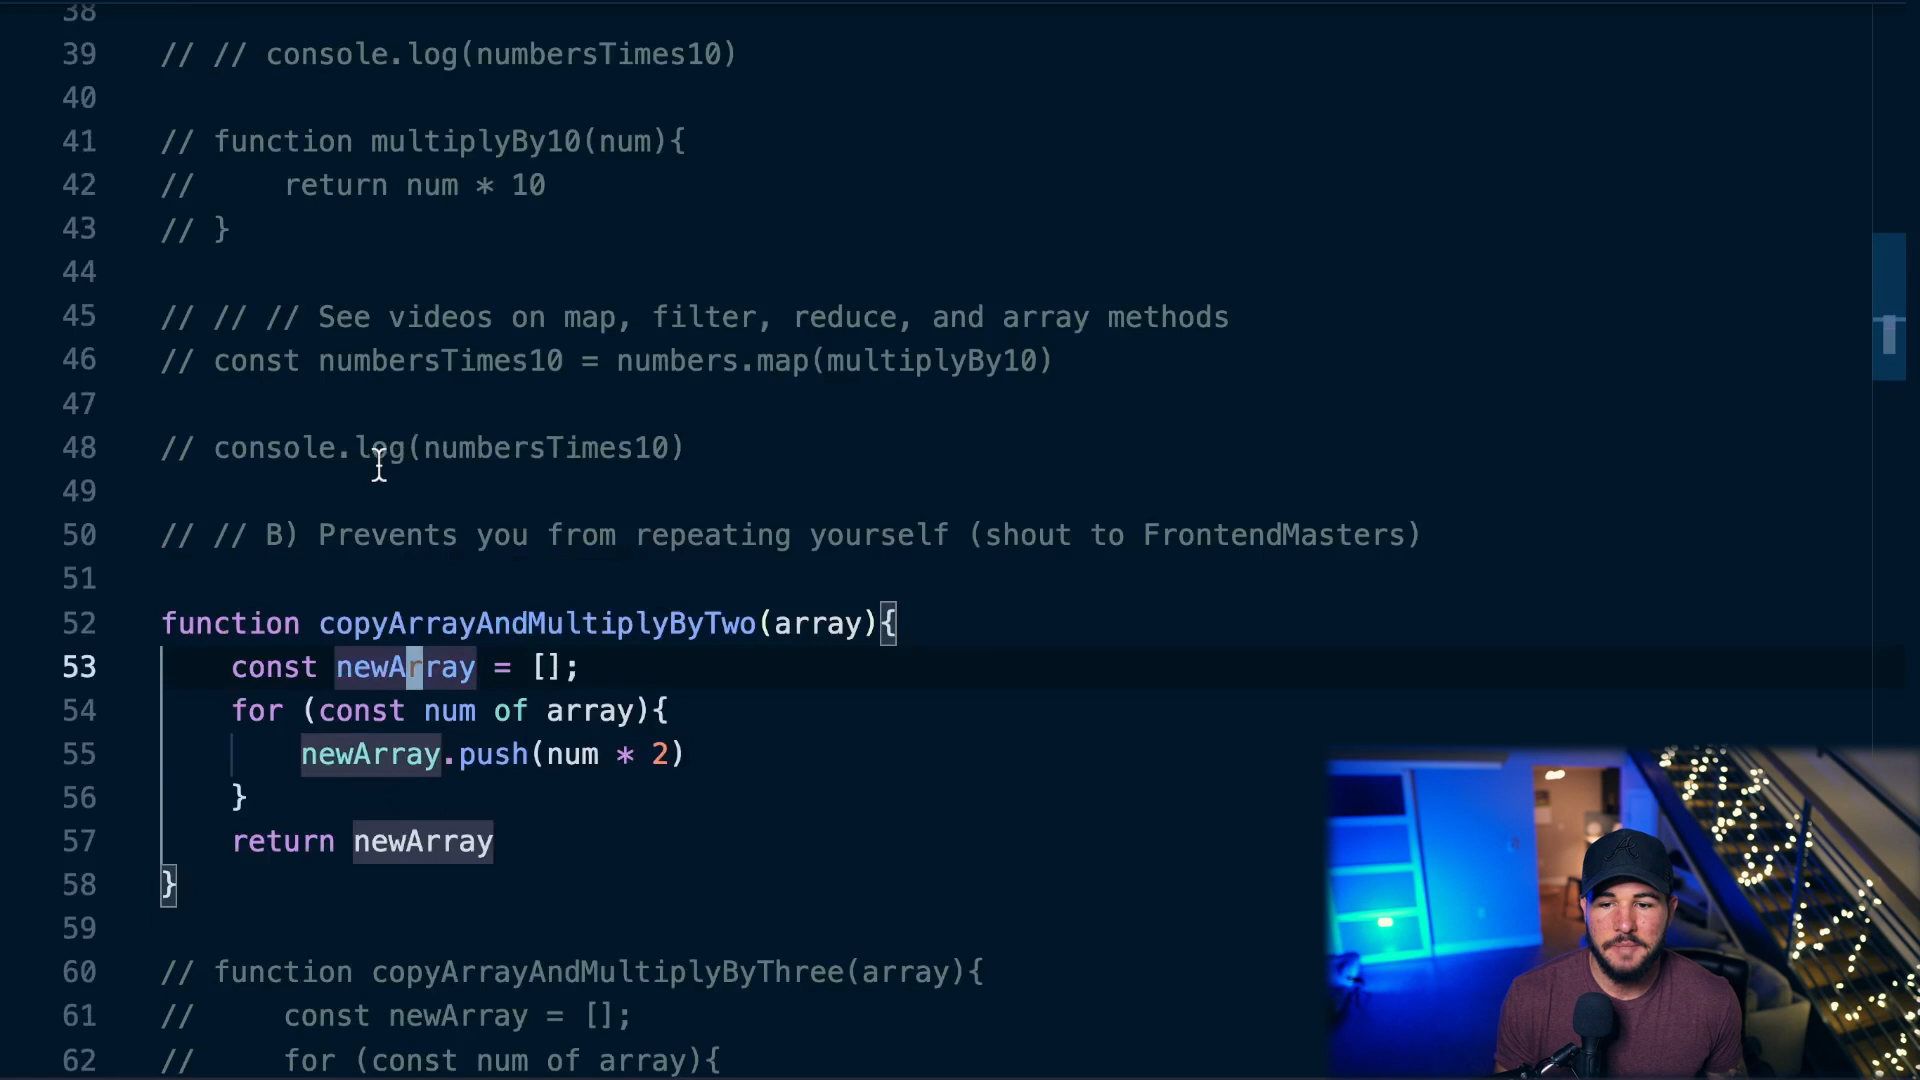 38
39 // // console.log(numbersTimes10)
40
41 // function multiplyBy10(num){
42 //     return num * 10
43 // }
44
45 // // // See videos on map, filter, reduce, and array methods
46 // const numbersTimes10 = numbers.map(multiplyBy10)
47
48 // console.log(numbersTimes10)
49
50 // // B) Prevents you from repeating yourself (shout to FrontendMasters)
51
52 function copyArrayAndMultiplyByTwo(array){
53     const newArray = [];
54     for (const num of array){
55         newArray.push(num * 2)
56     }
57     return newArray
58 }
59
60 // function copyArrayAndMultiplyByThree(array){
61 //     const newArray = [];
62 //     for (const num of array){